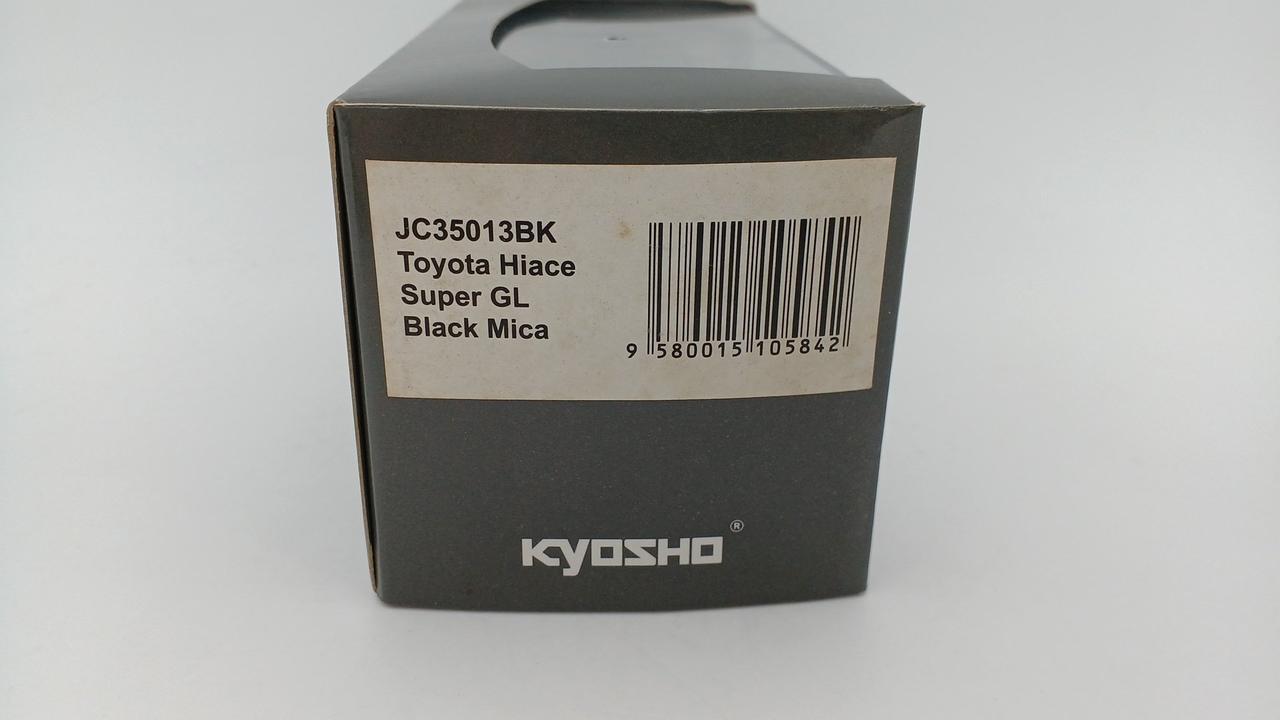 JC35013BK
Toyota Hiace
Super GL
Black Mica
9 580015 105842
KYOSHO ®